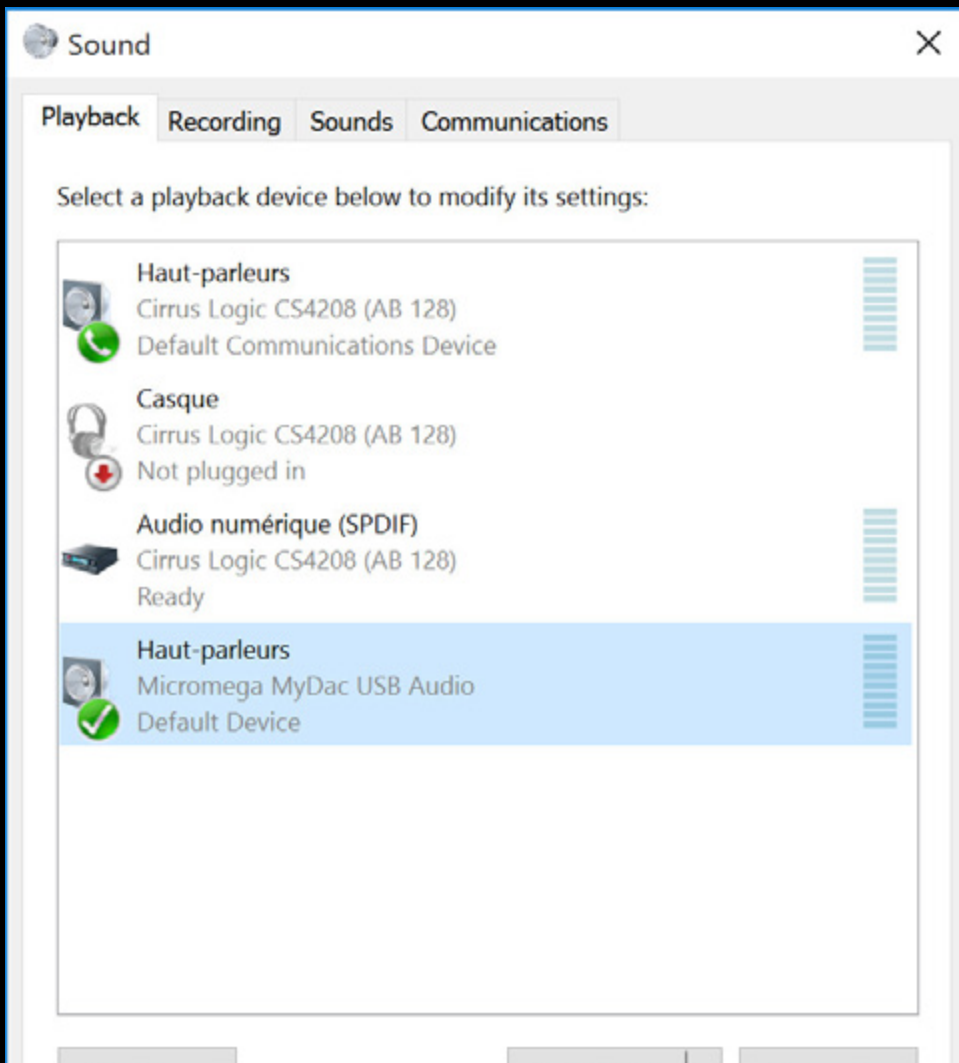 Sound
Playback Recording Sounds Communications
Select a playback device below to modify its settings:
Haut-parleurs
Cirrus Logic CS4208 (AB 128)
Default Communications Device
Casque
Cirrus Logic CS4208 (AB 128)
Not plugged in
Audio numérique (SPDIF)
Cirrus Logic CS4208 (AB 128)
Ready
Haut-parleurs
Micromega MyDac USB Audio
Default Device